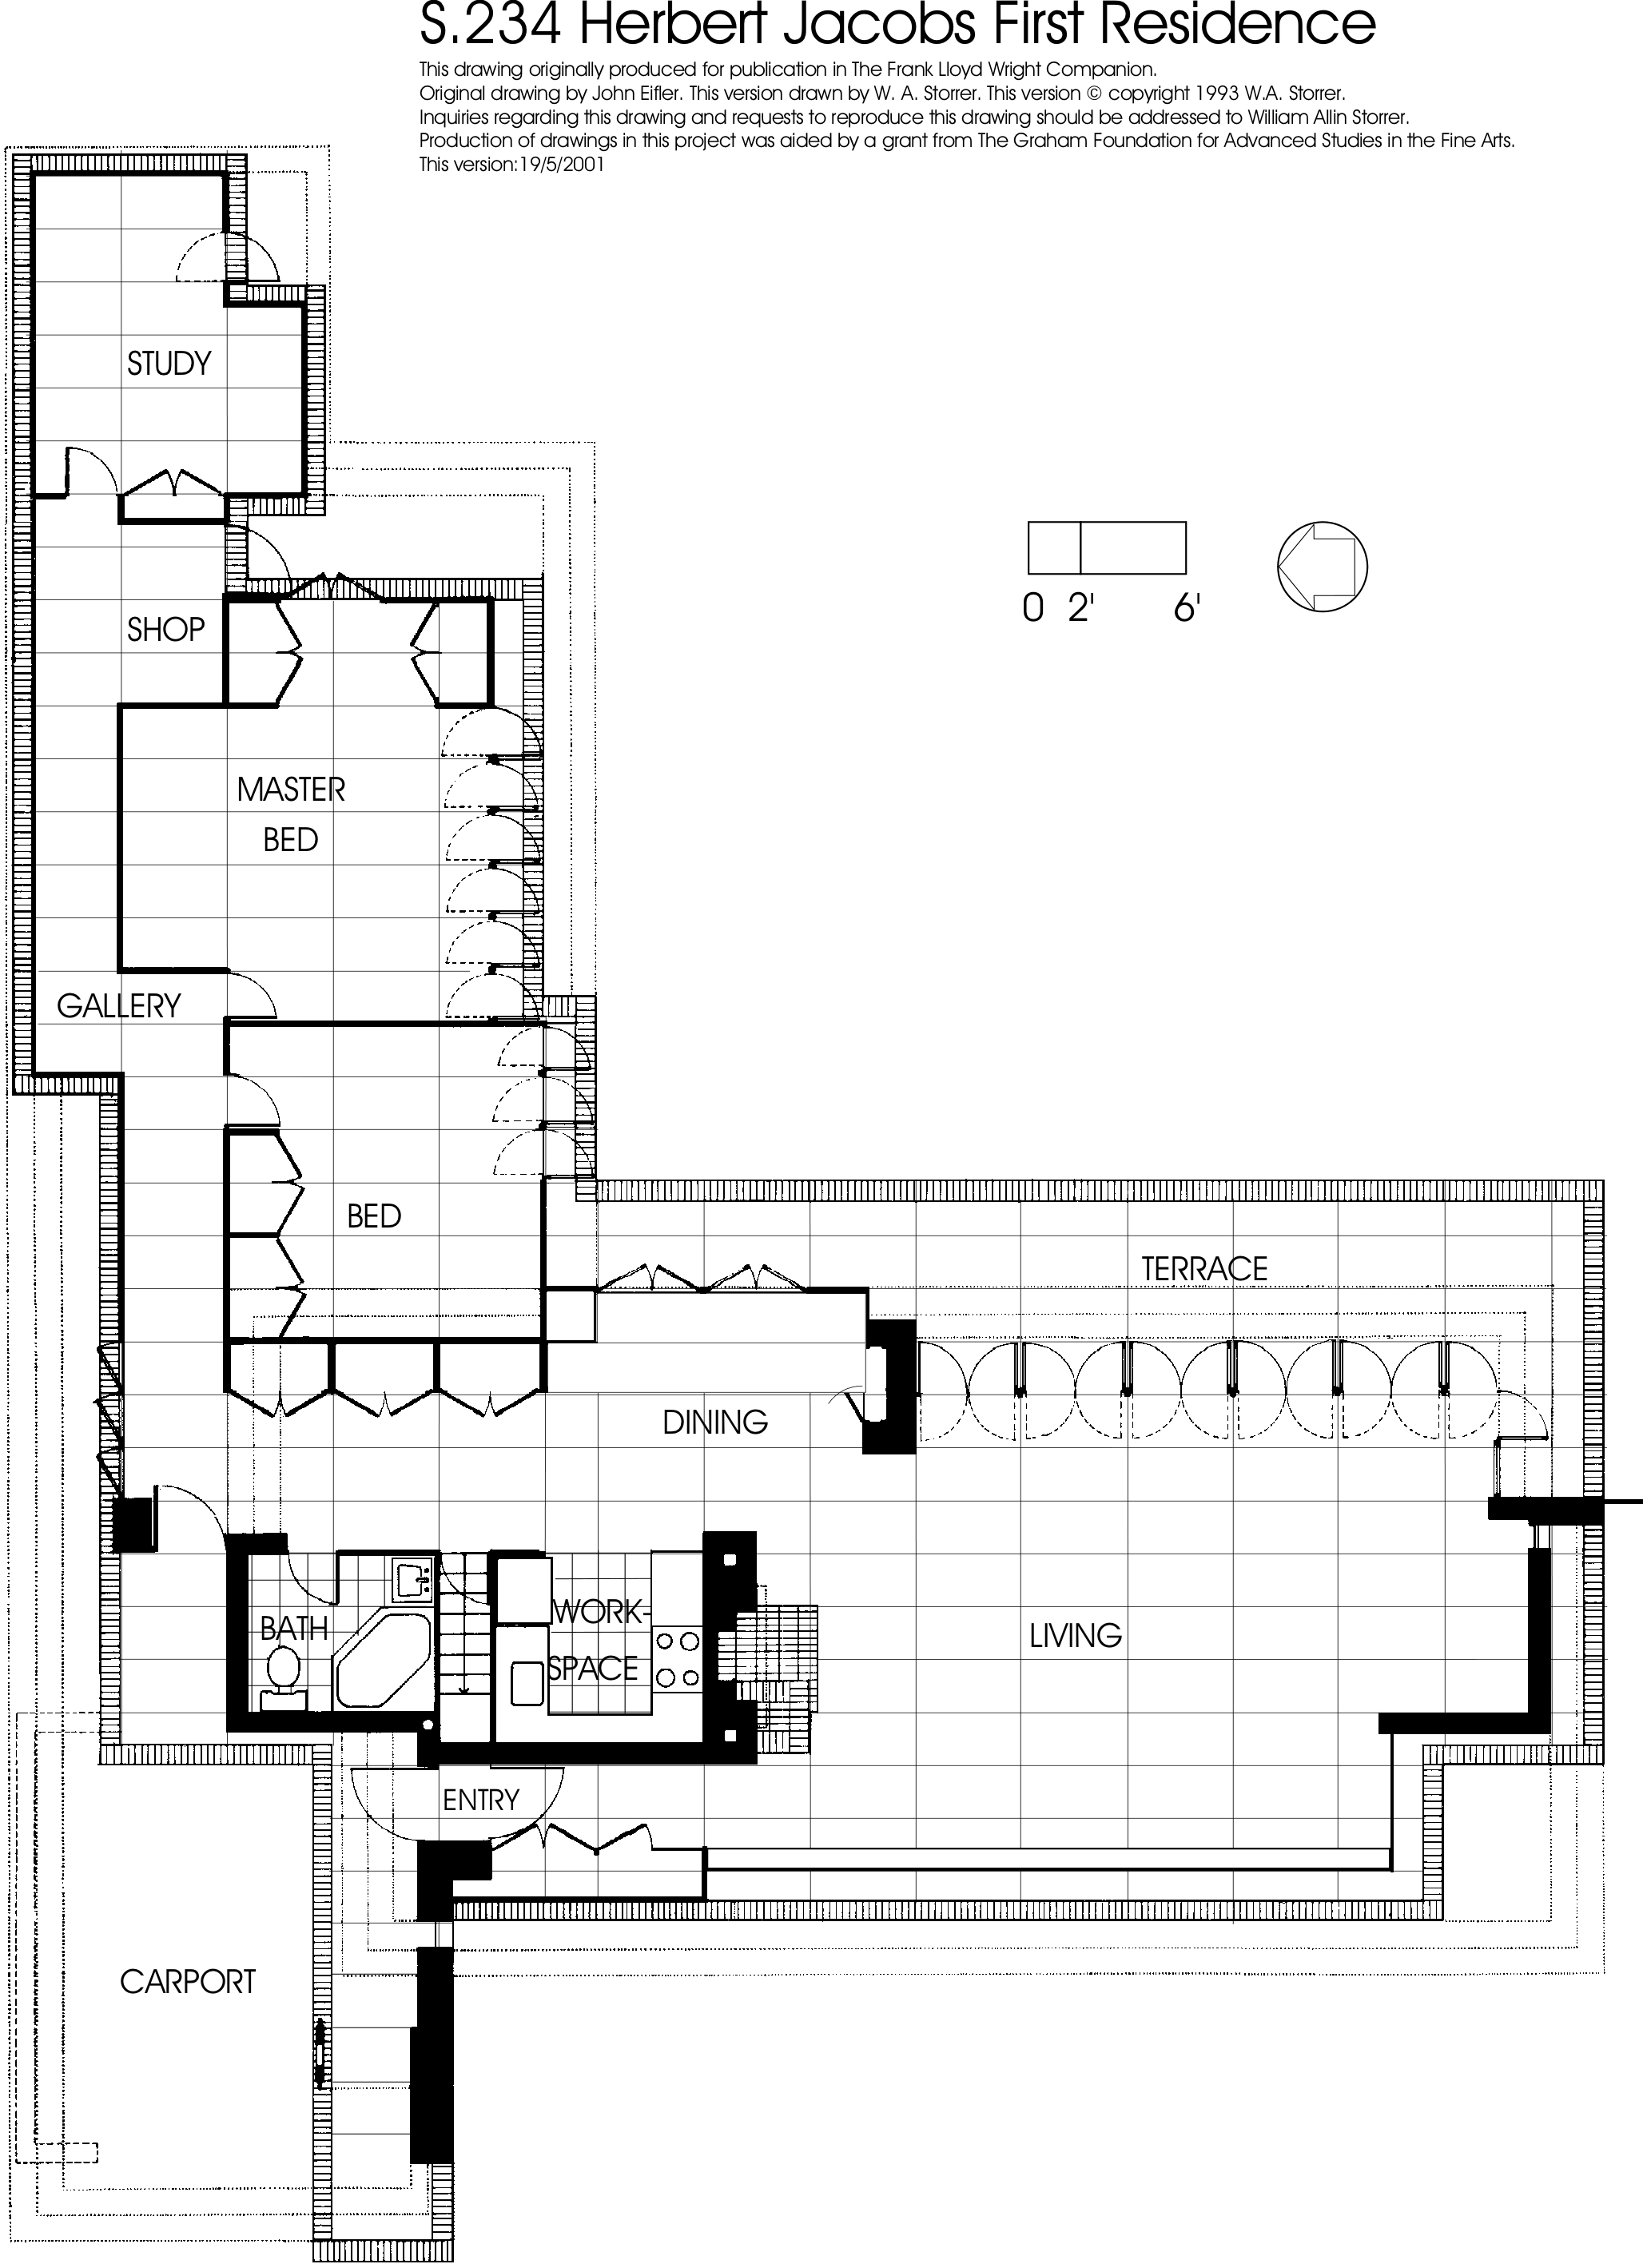 S.234 Herbert Jacobs First Residence
This drawing originally produced for publication in The Frank Lloyd Wright Companion.
Original drawing by John Eifler. This version drawn by W. A. Storrer. This version © copyright 1993 W.A. Storrer.
Inquiries regarding this drawing and requests to reproduce this drawing should be addressed to William Allin Storrer.
Production of drawings in this project was aided by a grant from The Graham Foundation for Advanced Studies in the Fine Arts.
This version:19/5/2001
STUDY
0 2' 6'
SHOP
MASTER
BED
GALLERY
BED
TERRACE
DINING
WORK-
SPACE
BATH
LIVING
ENTRY
CARPORT